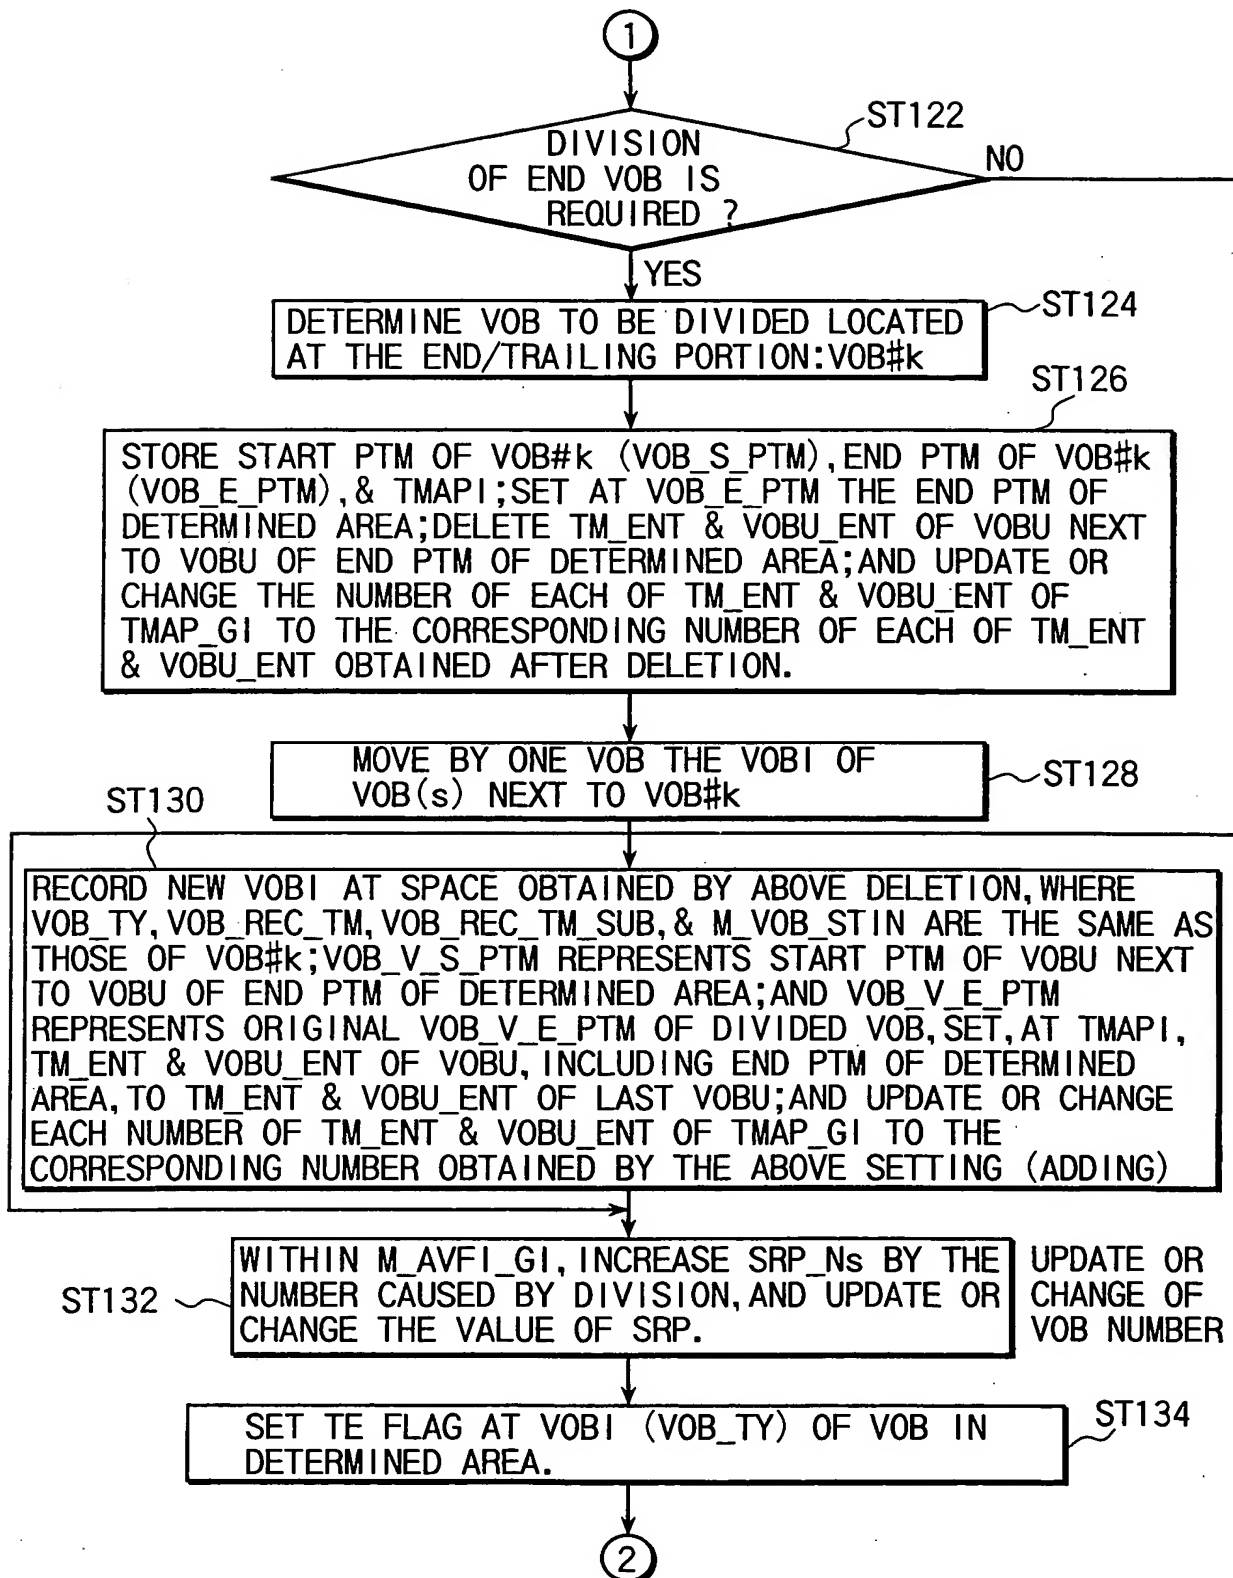 1
DIVISION
OF END VOB IS
REQUIRED ?
ST122
NO
YES
DETERMINE VOB TO BE DIVIDED LOCATED
AT THE END/TRAILING PORTION:VOB#k
ST124
ST126
STORE START PTM OF VOB#k (VOB_S_PTM),END PTM OF VOB#k
(VOB_E_PTM),& TMAPI;SET AT VOB_E_PTM THE END PTM OF
DETERMINED AREA;DELETE TM_ENT & VOBU_ENT OF VOBU NEXT
TO VOBU OF END PTM OF DETERMINED AREA;AND UPDATE OR
CHANGE THE NUMBER OF EACH OF TM_ENT & VOBU_ENT OF
TMAP_GI TO THE CORRESPONDING NUMBER OF EACH OF TM_ENT
& VOBU_ENT OBTAINED AFTER DELETION.
MOVE BY ONE VOB THE VOBI OF
VOB(s) NEXT TO VOB#k
ST128
ST130
RECORD NEW VOBI AT SPACE OBTAINED BY ABOVE DELETION,WHERE
VOB_TY,VOB_REC_TM,VOB_REC_TM_SUB,& M_VOB_STIN ARE THE SAME AS
THOSE OF VOB#k;VOB_V_S_PTM REPRESENTS START PTM OF VOBU NEXT
TO VOBU OF END PTM OF DETERMINED AREA;AND VOB_V_E_PTM
REPRESENTS ORIGINAL VOB_V_E_PTM OF DIVIDED VOB,SET,AT TMAPI,
TM_ENT & VOBU_ENT OF VOBU,INCLUDING END PTM OF DETERMINED
AREA,TO TM_ENT & VOBU_ENT OF LAST VOBU;AND UPDATE OR CHANGE
EACH NUMBER OF TM_ENT & VOBU_ENT OF TMAP_GI TO THE
CORRESPONDING NUMBER OBTAINED BY THE ABOVE SETTING (ADDING)
ST132
WITHIN M_AVFI_GI,INCREASE SRP_Ns BY THE
NUMBER CAUSED BY DIVISION,AND UPDATE OR
CHANGE THE VALUE OF SRP.
UPDATE OR
CHANGE OF
VOB NUMBER
SET TE FLAG AT VOBI (VOB_TY) OF VOB IN
DETERMINED AREA.
ST134
2